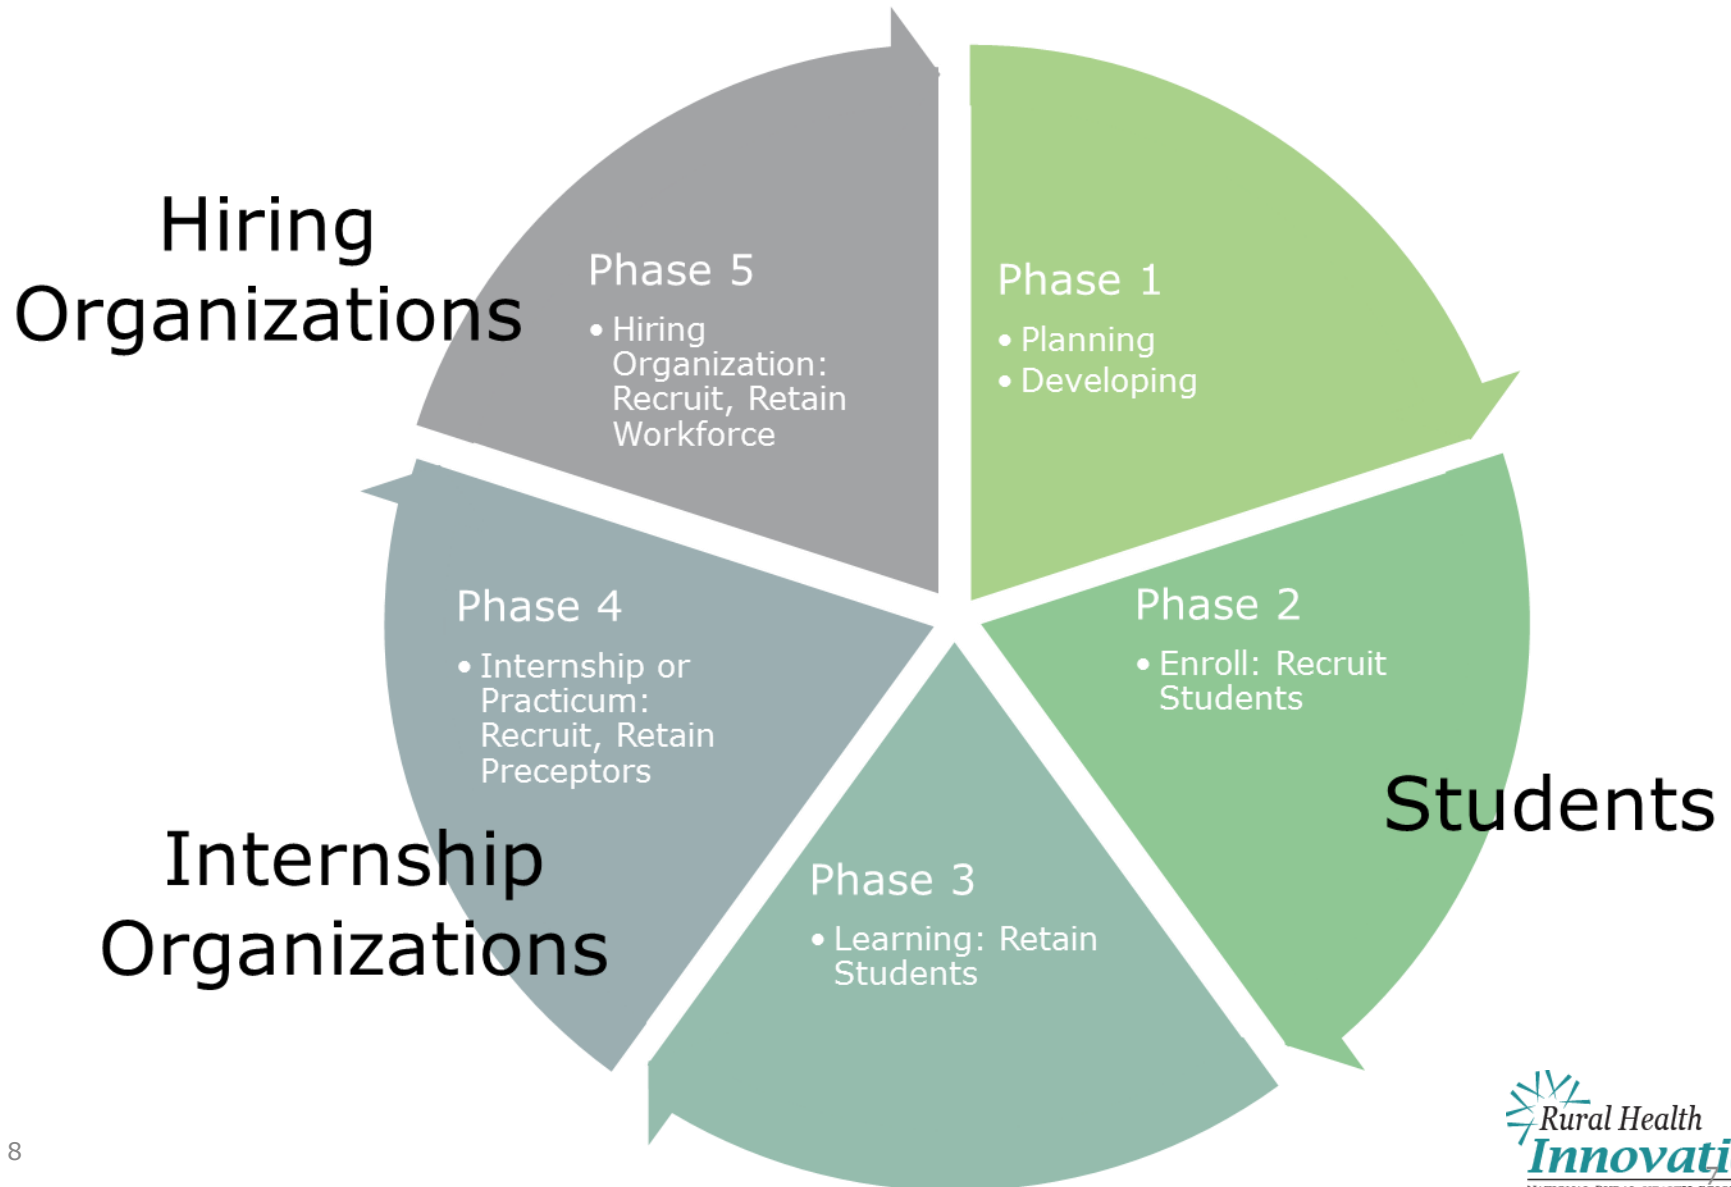 Hiring
Organizations
Phase 5
• Hiring
Organization:
Recruit, Retain
Workforce
Phase 1
• Planning
• Developing
Phase 4
• Internship or
Practicum:
Recruit, Retain
Preceptors
Phase 2
• Enroll: Recruit
Students
Students
Internship
Organizations
Phase 3
• Learning: Retain
Students
8
Rural Health
Innovati
7